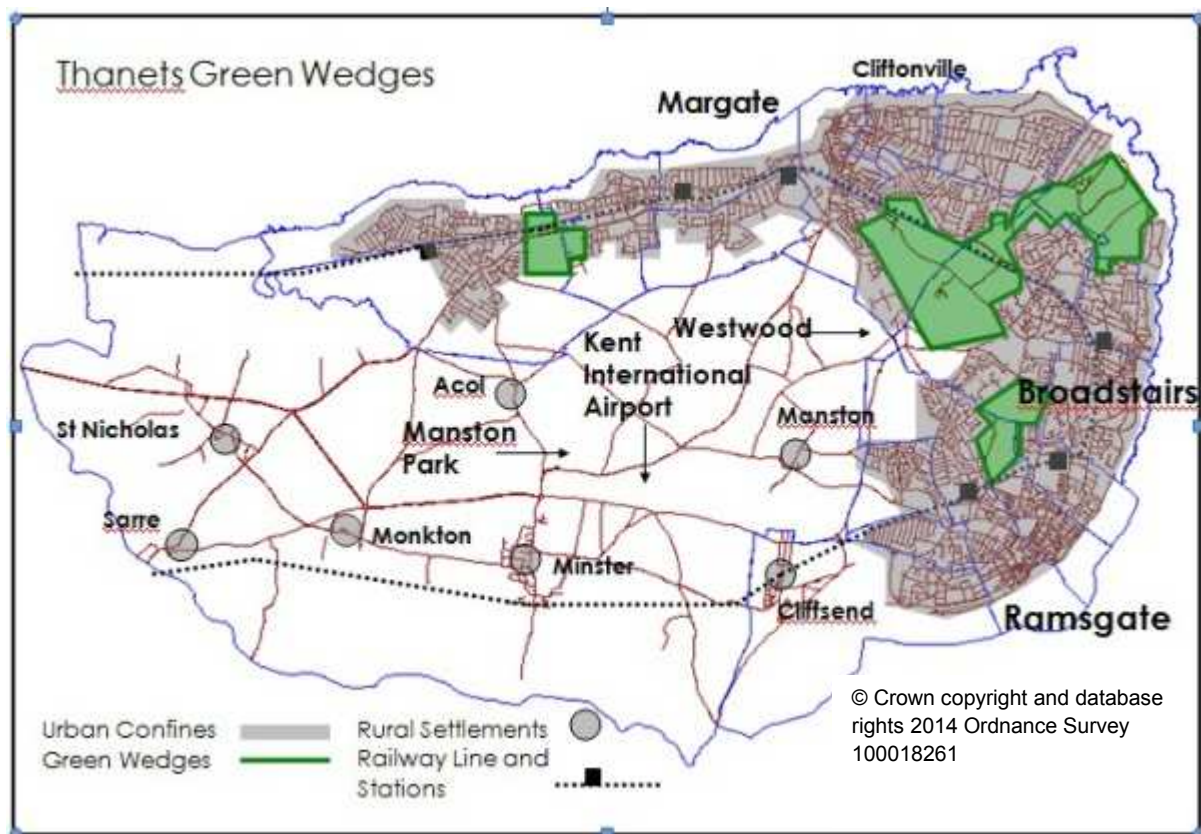 Thanets Green Wedges
Cliftonville
Margate
Westwood
Kent
International
Airport
Acol
Broadstairs
St Nicholas
Manston
Park
Manston
Sarre
Monkton
Minster
Cliffsend
Ramsgate
© Crown copyright and database
rights 2014 Ordnance Survey
100018261
Urban Confines
Green Wedges
Rural Settlements
Railway Line and
Stations